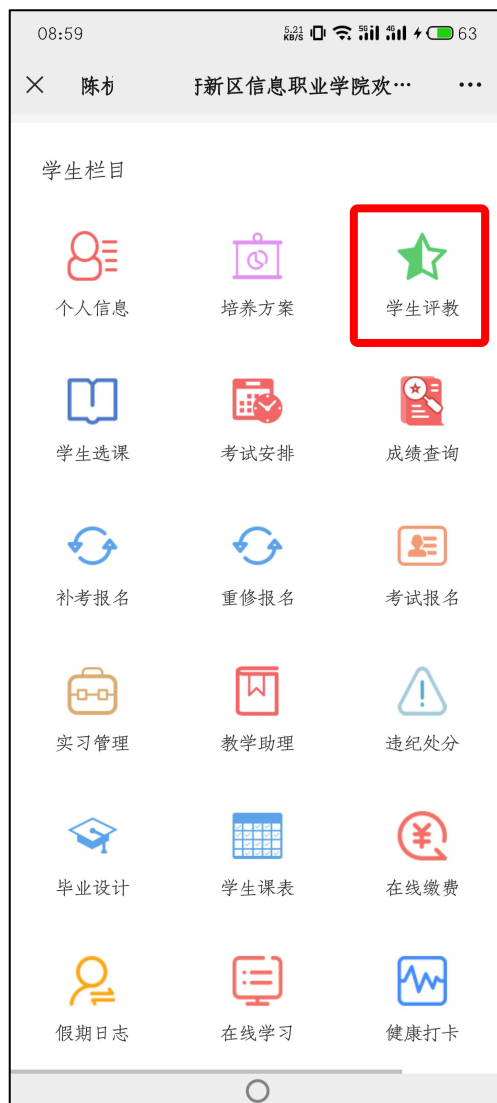 08:59 5.21 KB/S 5G 4G 63
陈 新区信息职业学院欢…
学生栏目
个人信息 培养方案 学生评教
学生选课 考试安排 成绩查询
补考报名 重修报名 考试报名
实习管理 教学助理 违纪处分
毕业设计 学生课表 在线缴费
假期日志 在线学习 健康打卡